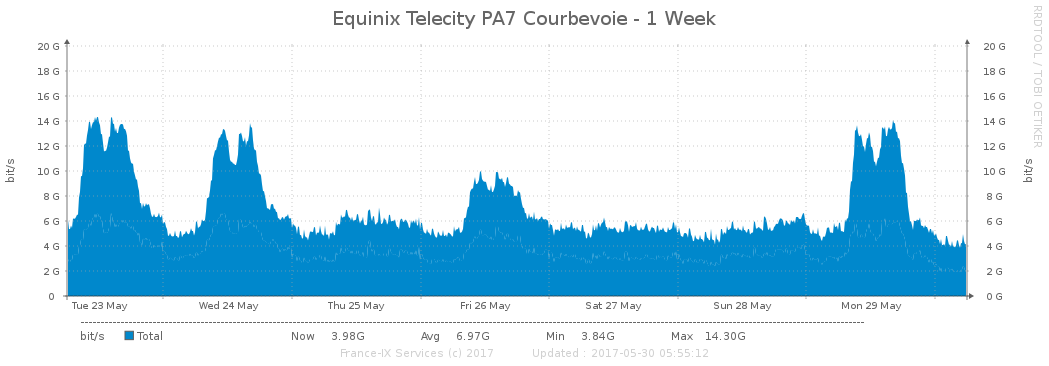 Equinix Telecity PA7 Courbevoie - 1 Week
RRDTOOL / TOBI OETIKER
bit/s
20 G
18 G
16 G
14 G
12 G
10 G
8 G
6 G
4 G
2 G
0
20 G
18 G
16 G
14 G
12 G
10 G
8 G
6 G
4 G
2 G
0 G
bit/s
Tue 23 May Wed 24 May Thu 25 May Fri 26 May Sat 27 May Sun 28 May Mon 29 May
bit/s Total Now 3.98G Avg 6.97G Min 3.84G Max 14.30G
France-IX Services (c) 2017 Updated : 2017-05-30 05:55:12